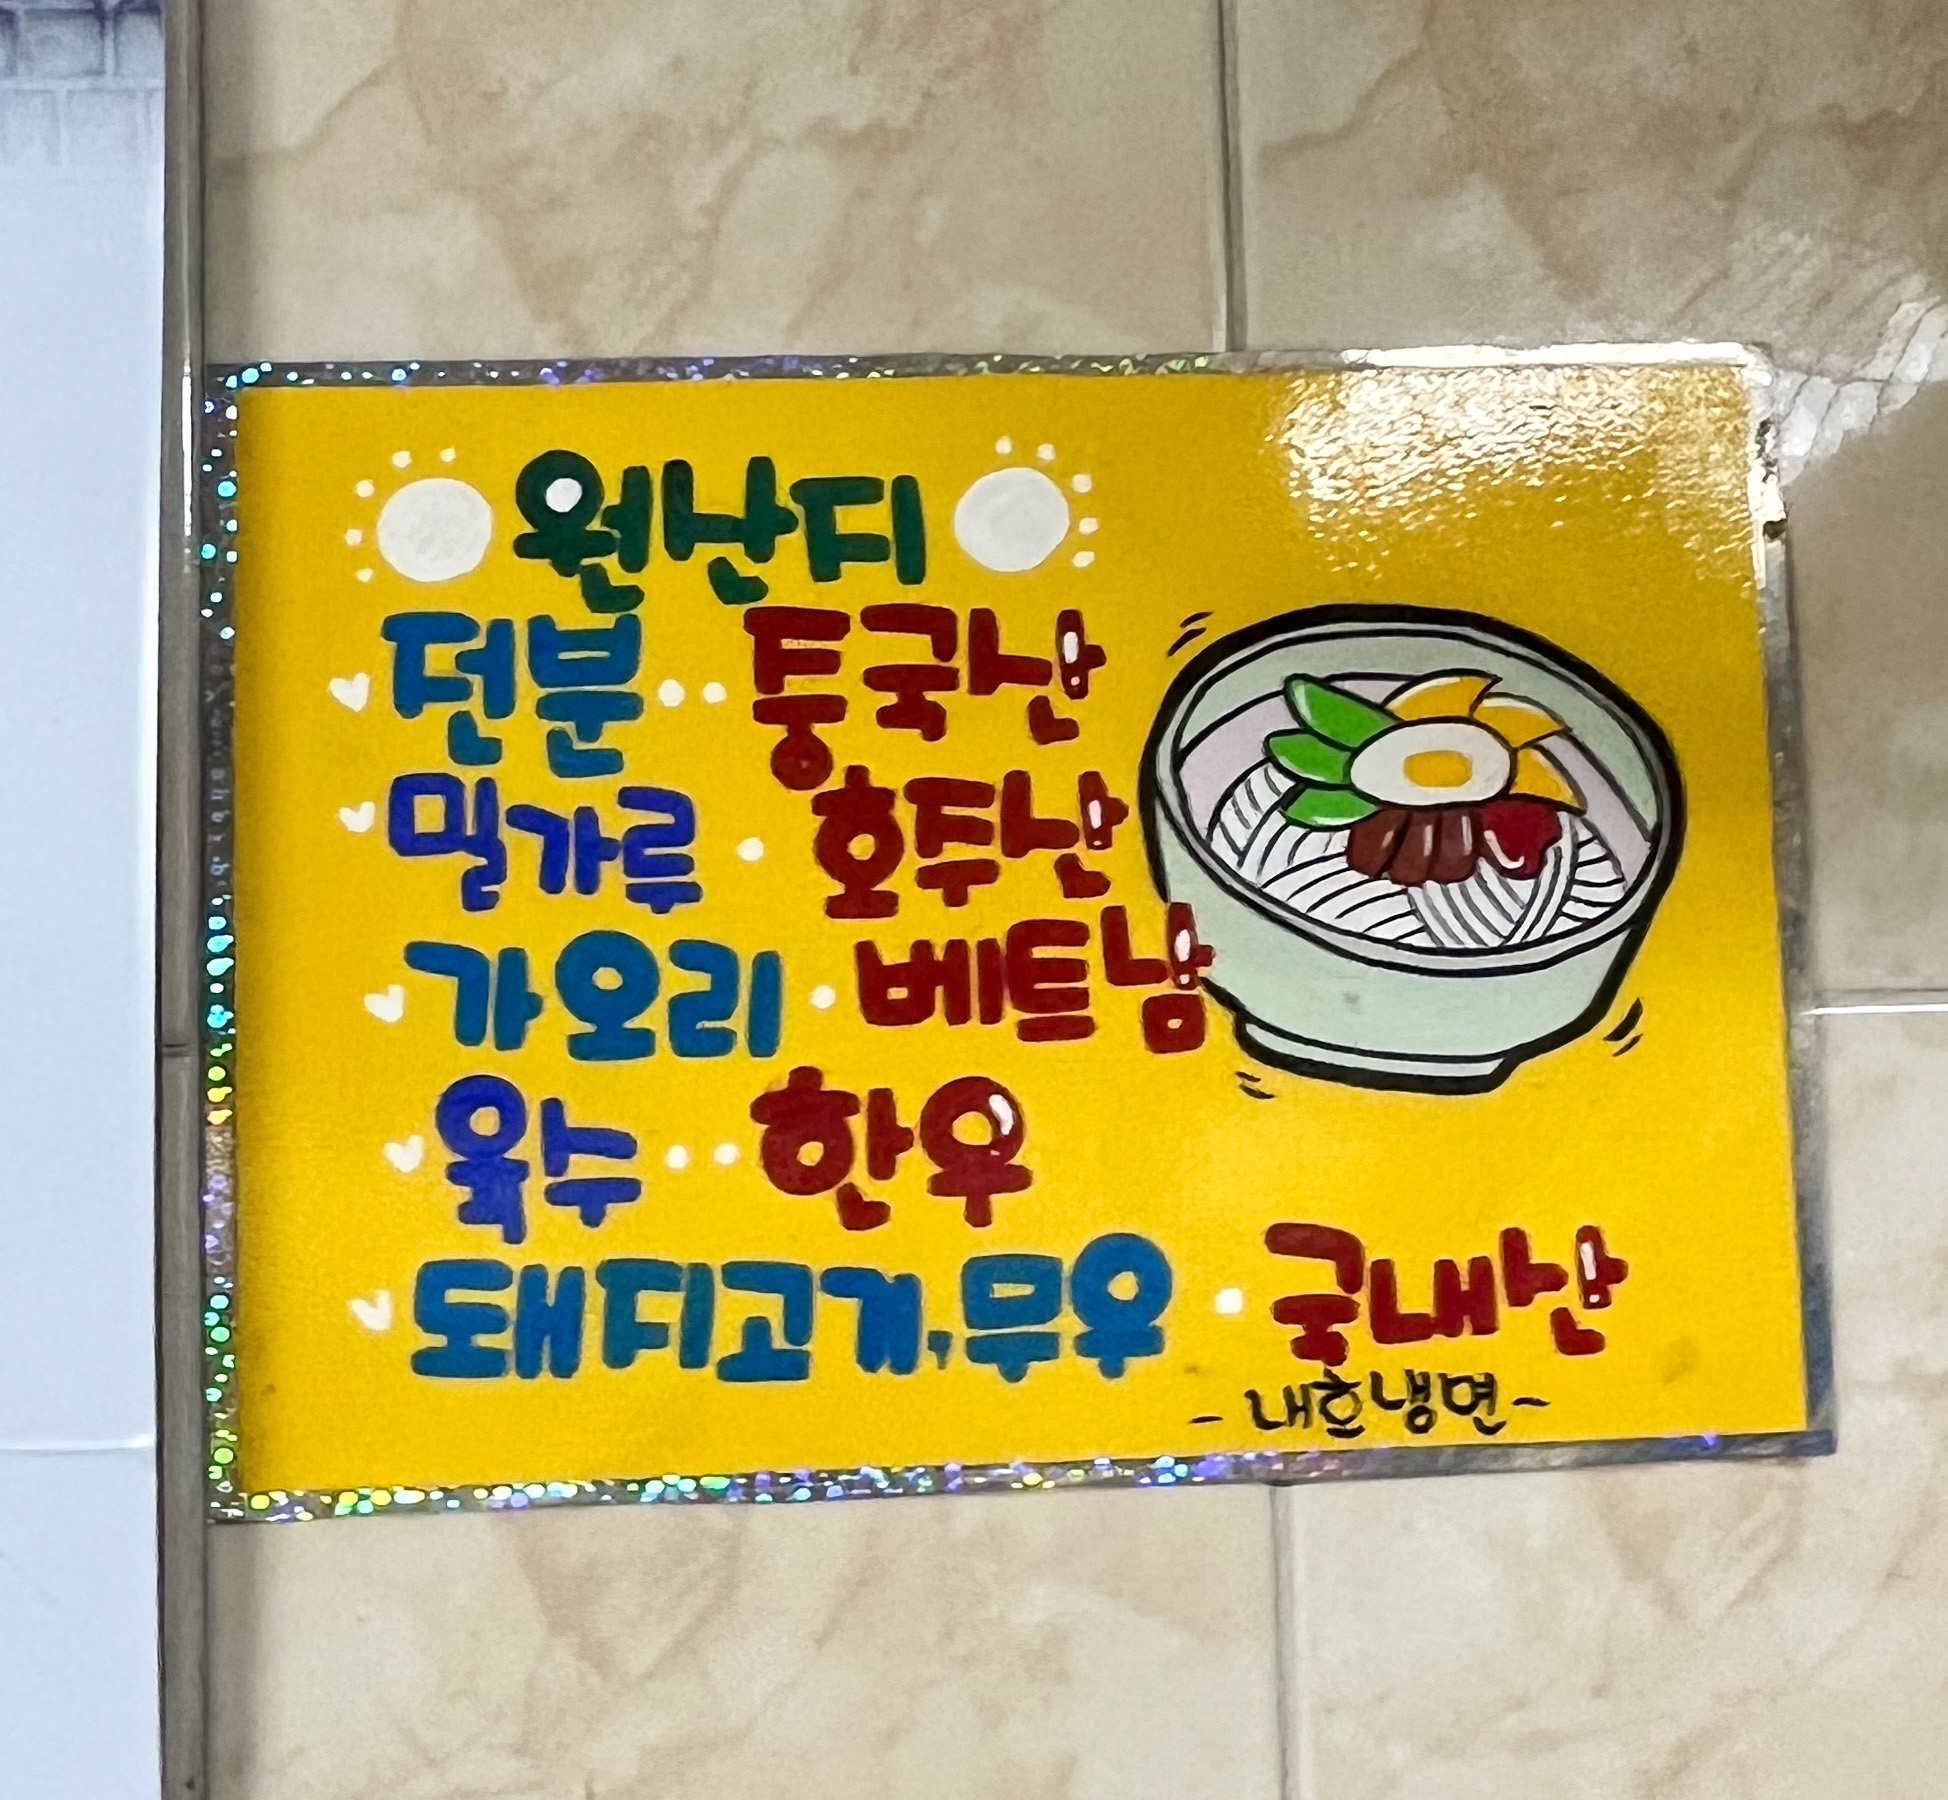 원산지
전분 중국산
밀가루 호주산
가오리 베트남
육수 한우
돼지고기, 무우 국내산
- 내호냉면 -